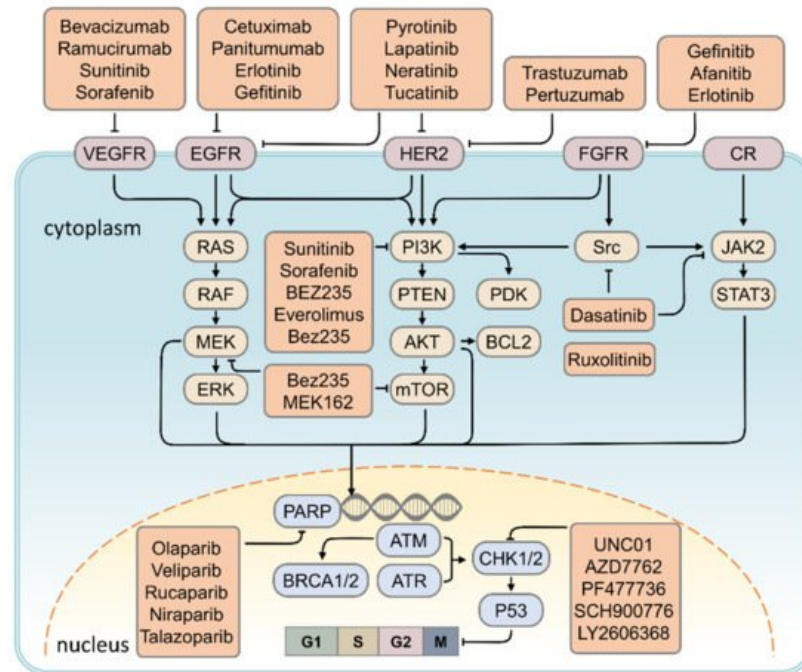 Bevacizumab
Ramucirumab
Sunitinib
Sorafenib
Cetuximab
Panitumumab
Erlotinib
Gefitinib
Pyrotinib
Lapatinib
Neratinib
Tucatinib
Trastuzumab
Pertuzumab
Gefinitib
Afanitib
Erlotinib
VEGFR
EGFR
HER2
FGFR
CR
cytoplasm
RAS
RAF
MEK
ERK
Sunitinib
Sorafenib
BEZ235
Everolimus
Bez235
Bez235
MEK162
PI3K
PTEN
AKT
mTOR
PDK
BCL2
Src
Dasatinib
Ruxolitinib
JAK2
STAT3
PARP
Olaparib
Veliparib
Rucaparib
Niraparib
Talazoparib
ATM
BRCA1/2
ATR
CHK1/2
P53
UNC01
AZD7762
PF477736
SCH900776
LY2606368
nucleus
G1 S G2 M